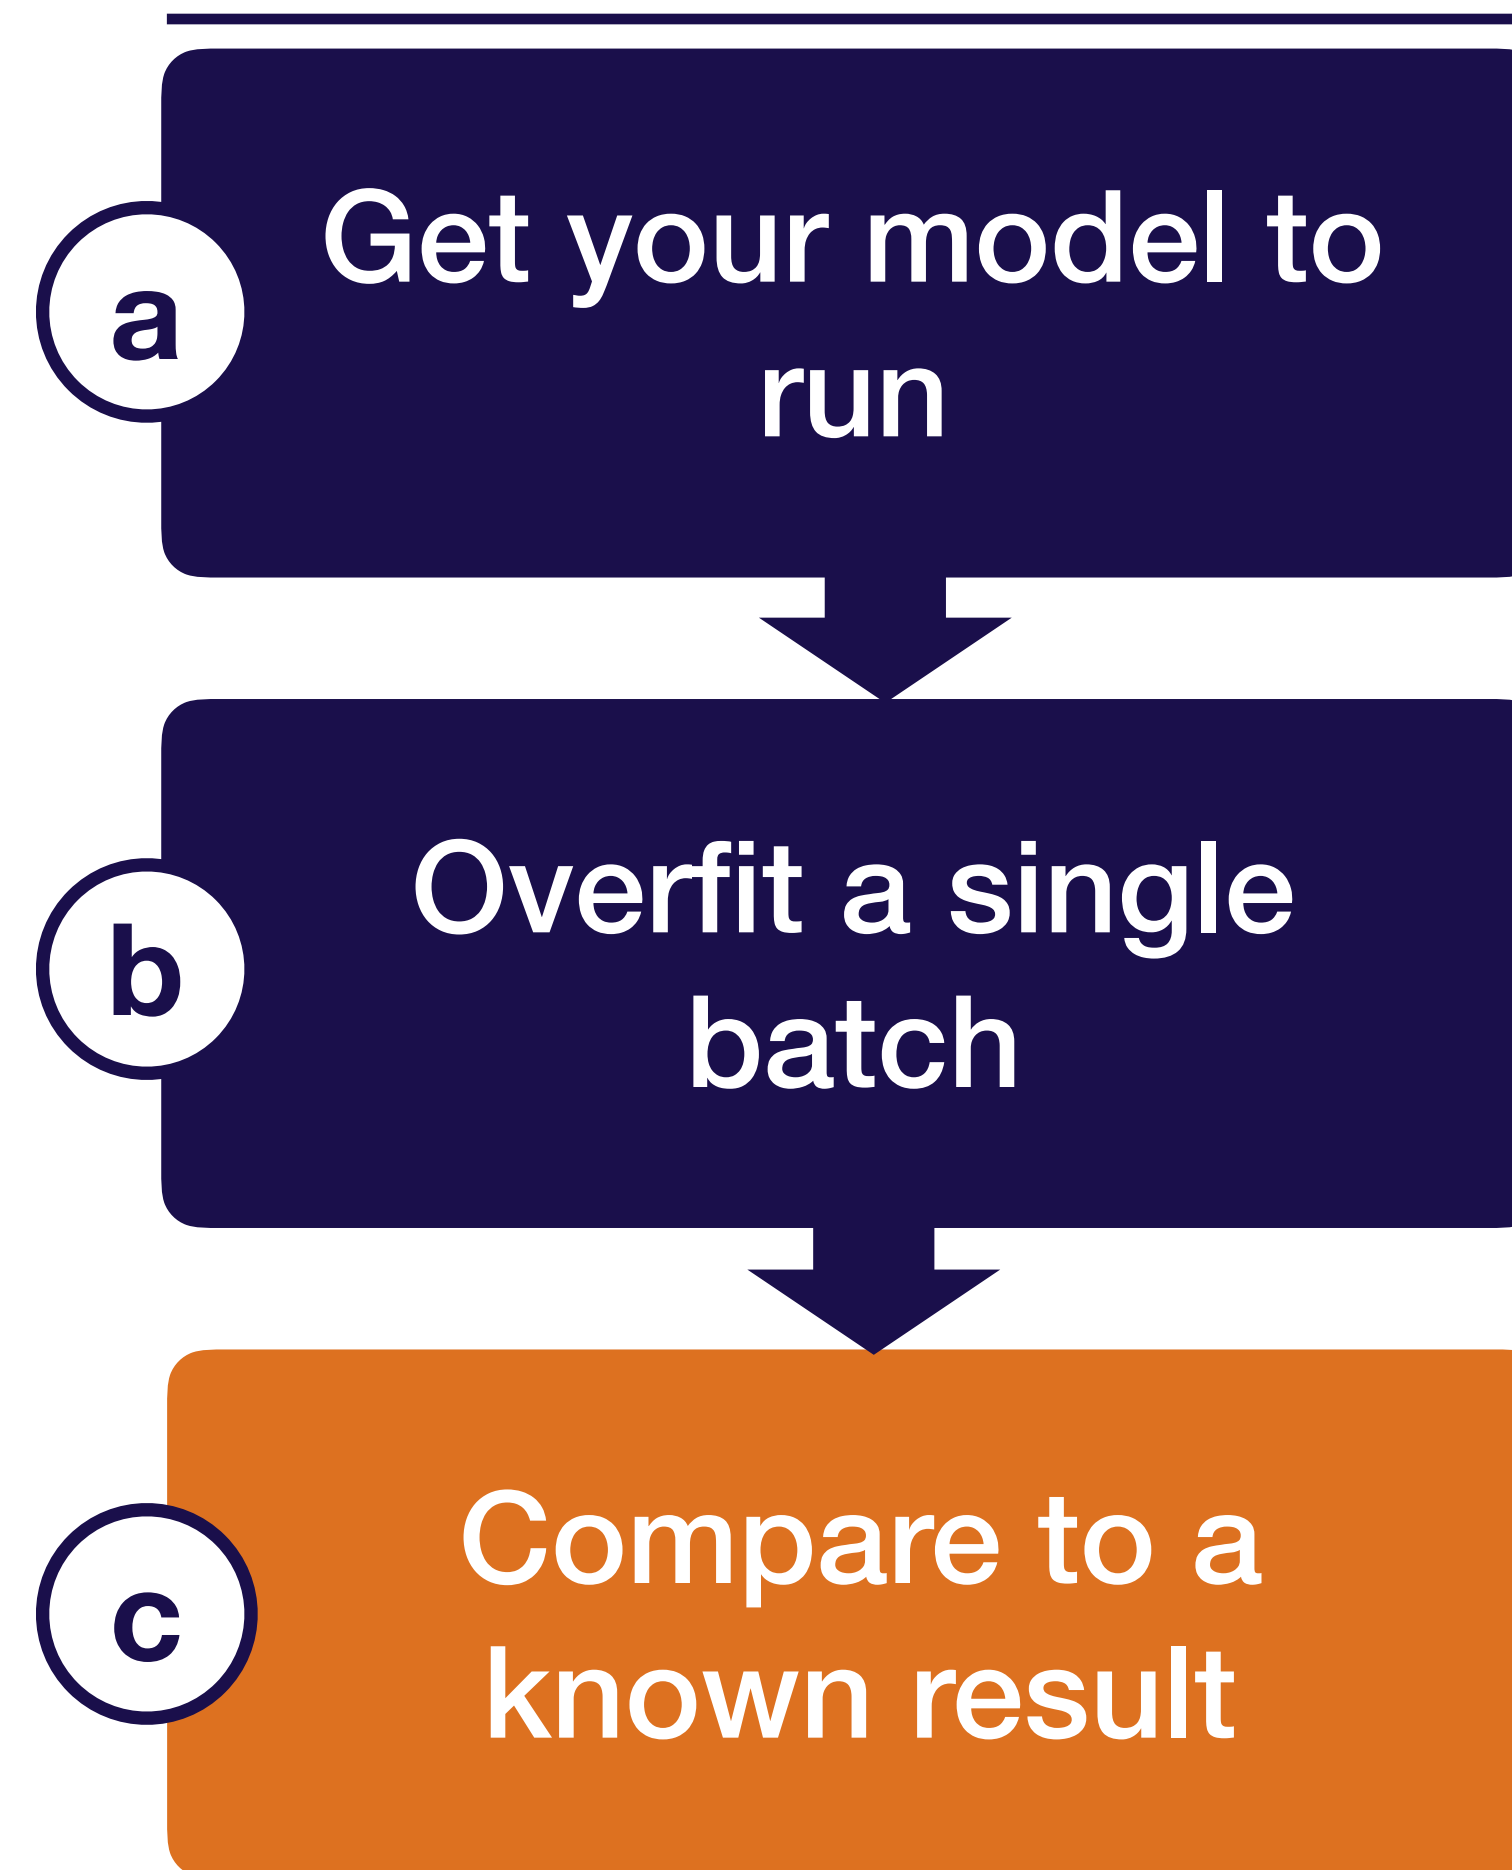 a
Get your model to
run
b
Overfit a single
batch
c
Compare to a
known result